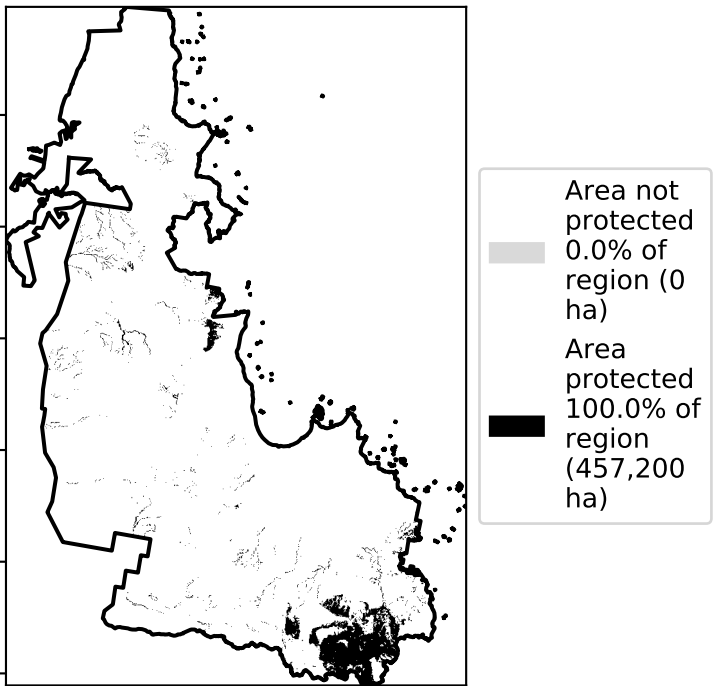 Area not
protected
0.0% of
region (0
ha)
Area
protected
100.0% of
region
(457,200
ha)